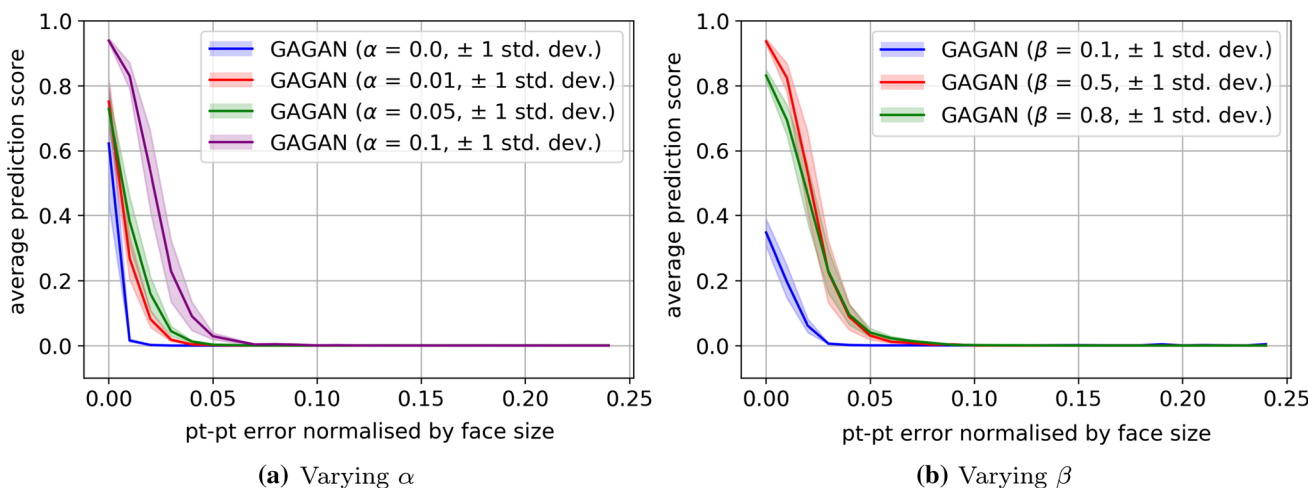 average prediction score
1.0
0.8
0.6
0.4
0.2
0.0
GAGAN (α = 0.0, ± 1 std. dev.)
GAGAN (α = 0.01, ± 1 std. dev.)
GAGAN (α = 0.05, ± 1 std. dev.)
GAGAN (α = 0.1, ± 1 std. dev.)
0.00 0.05 0.10 0.15 0.20 0.25
pt-pt error normalised by face size
(a) Varying α
average prediction score
1.0
0.8
0.6
0.4
0.2
0.0
GAGAN (β = 0.1, ± 1 std. dev.)
GAGAN (β = 0.5, ± 1 std. dev.)
GAGAN (β = 0.8, ± 1 std. dev.)
0.00 0.05 0.10 0.15 0.20 0.25
pt-pt error normalised by face size
(b) Varying β